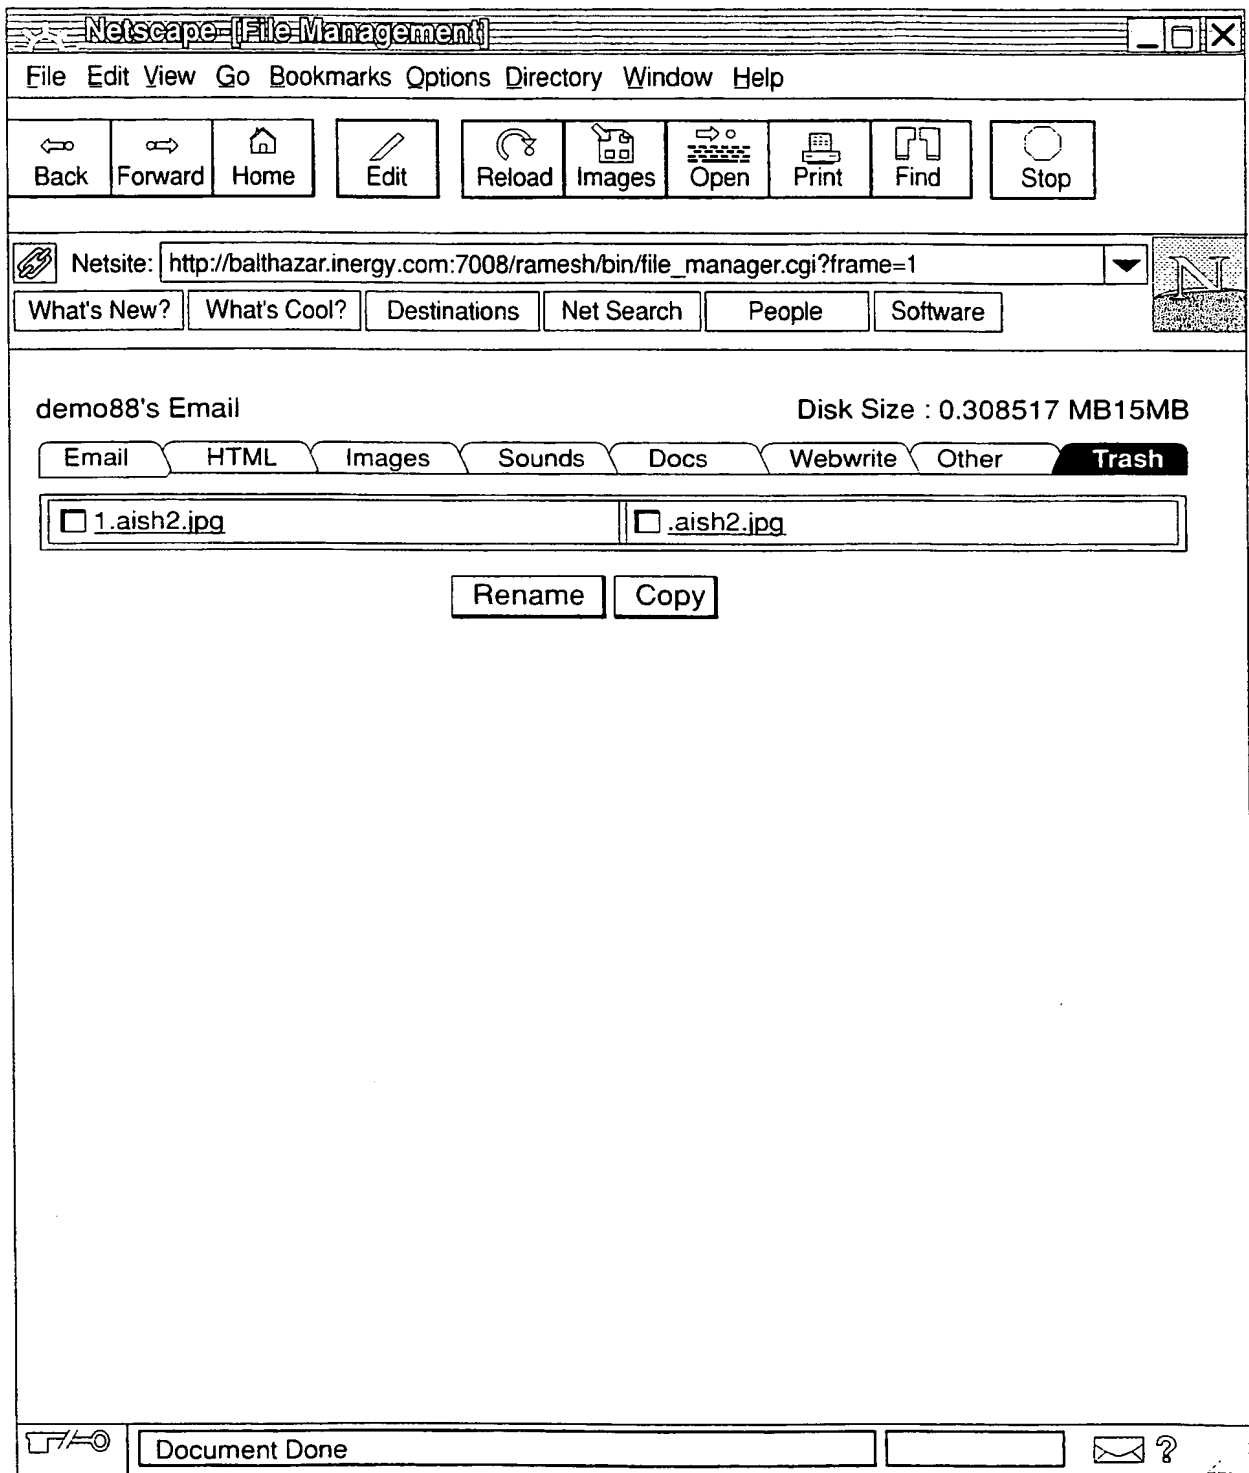 Netscape-[File Management]
File Edit View Go Bookmarks Options Directory Window Help
Back Forward Home Edit Reload Images Open Print Find Stop
Netsite: http://balthazar.inergy.com:7008/ramesh/bin/file_manager.cgi?frame=1
N
What's New? What's Cool? Destinations Net Search People Software
demo88's Email Disk Size : 0.308517 MB15MB
Email HTML Images Sounds Docs Webwrite Other Trash
1.aish2.jpg .aish2.jpg
Rename Copy
Document Done ?